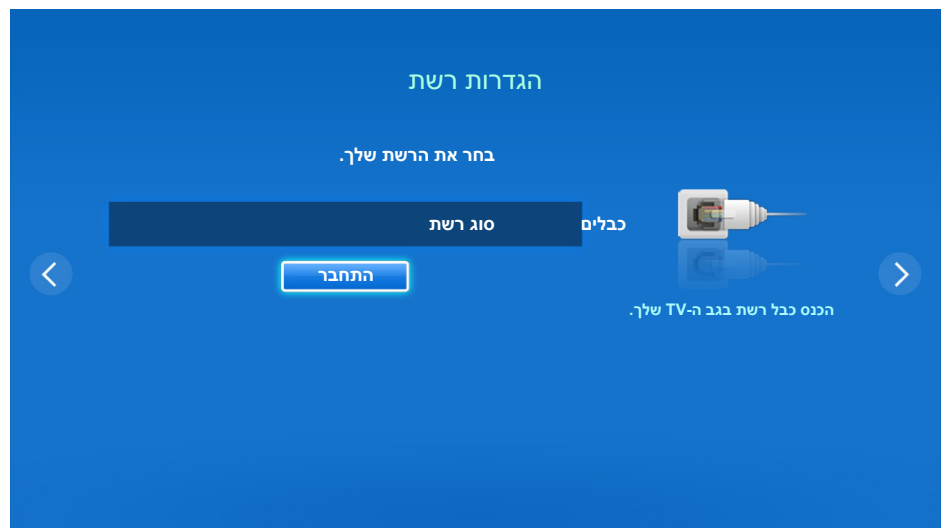 הגדרות רשת
בחר את הרשת שלך.
סוג רשת כבלים
התחבר
הכנס כבל רשת בגב ה-TV שלך.